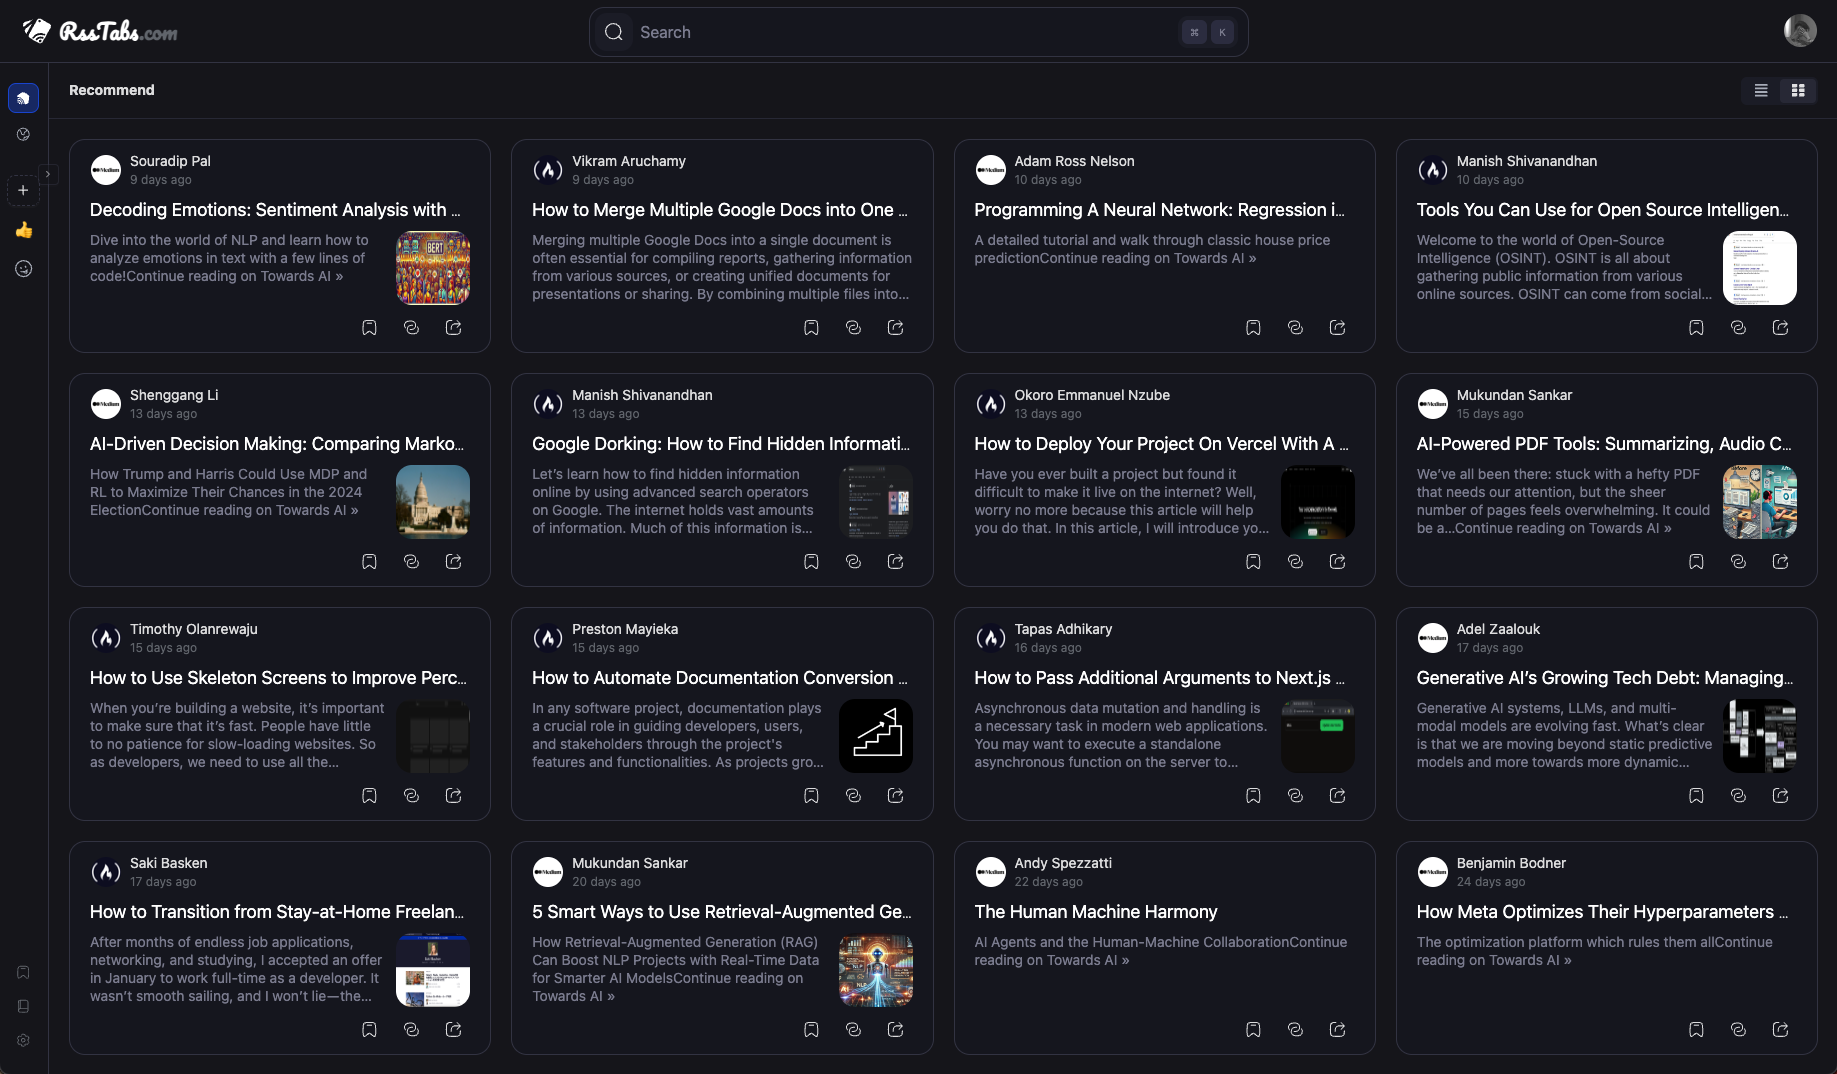 RssTabs.com
Search
⌘ K
Recommend
Souradip Pal
9 days ago
Decoding Emotions: Sentiment Analysis with ...
Dive into the world of NLP and learn how to
analyze emotions in text with a few lines of
code!Continue reading on Towards AI »
BERT
Vikram Aruchamy
9 days ago
How to Merge Multiple Google Docs into One ...
Merging multiple Google Docs into a single document is
often essential for compiling reports, gathering information
from various sources, or creating unified documents for
presentations or sharing. By combining multiple files into...
Adam Ross Nelson
10 days ago
Programming A Neural Network: Regression i...
A detailed tutorial and walk through classic house price
predictionContinue reading on Towards AI »
Manish Shivanandhan
10 days ago
Tools You Can Use for Open Source Intelligen...
Welcome to the world of Open-Source
Intelligence (OSINT). OSINT is all about
gathering public information from various
online sources. OSINT can come from social...
Shenggang Li
13 days ago
AI-Driven Decision Making: Comparing Marko...
How Trump and Harris Could Use MDP and
RL to Maximize Their Chances in the 2024
ElectionContinue reading on Towards AI »
Manish Shivanandhan
13 days ago
Google Dorking: How to Find Hidden Informati...
Let's learn how to find hidden information
online by using advanced search operators
on Google. The internet holds vast amounts
of information. Much of this information is...
Okoro Emmanuel Nzube
13 days ago
How to Deploy Your Project On Vercel With A ...
Have you ever built a project but found it
difficult to make it live on the internet? Well,
worry no more because this article will help
you do that. In this article, I will introduce yo...
Mukundan Sankar
15 days ago
AI-Powered PDF Tools: Summarizing, Audio C...
We've all been there: stuck with a hefty PDF
that needs our attention, but the sheer
number of pages feels overwhelming. It could
be a...Continue reading on Towards AI »
Timothy Olanrewaju
15 days ago
How to Use Skeleton Screens to Improve Perc...
When you're building a website, it's important
to make sure that it's fast. People have little
to no patience for slow-loading websites. So
as developers, we need to use all the...
Preston Mayieka
15 days ago
How to Automate Documentation Conversion ...
In any software project, documentation plays
a crucial role in guiding developers, users,
and stakeholders through the project's
features and functionalities. As projects gro...
Tapas Adhikary
16 days ago
How to Pass Additional Arguments to Next.js ...
Asynchronous data mutation and handling is
a necessary task in modern web applications.
You may want to execute a standalone
asynchronous function on the server to...
Adel Zaalouk
17 days ago
Generative AI's Growing Tech Debt: Managing...
Generative AI systems, LLMs, and multi-
modal models are evolving fast. What's clear
is that we are moving beyond static predictive
models and more towards more dynamic...
Saki Basken
17 days ago
How to Transition from Stay-at-Home Freelan...
After months of endless job applications,
networking, and studying, I accepted an offer
in January to work full-time as a developer. It
wasn't smooth sailing, and I won't lie—the...
Mukundan Sankar
20 days ago
5 Smart Ways to Use Retrieval-Augmented Ge...
How Retrieval-Augmented Generation (RAG)
Can Boost NLP Projects with Real-Time Data
for Smarter AI ModelsContinue reading on
Towards AI »
Andy Spezzatti
22 days ago
The Human Machine Harmony
AI Agents and the Human-Machine CollaborationContinue
reading on Towards AI »
Benjamin Bodner
24 days ago
How Meta Optimizes Their Hyperparameters ...
The optimization platform which rules them allContinue
reading on Towards AI »